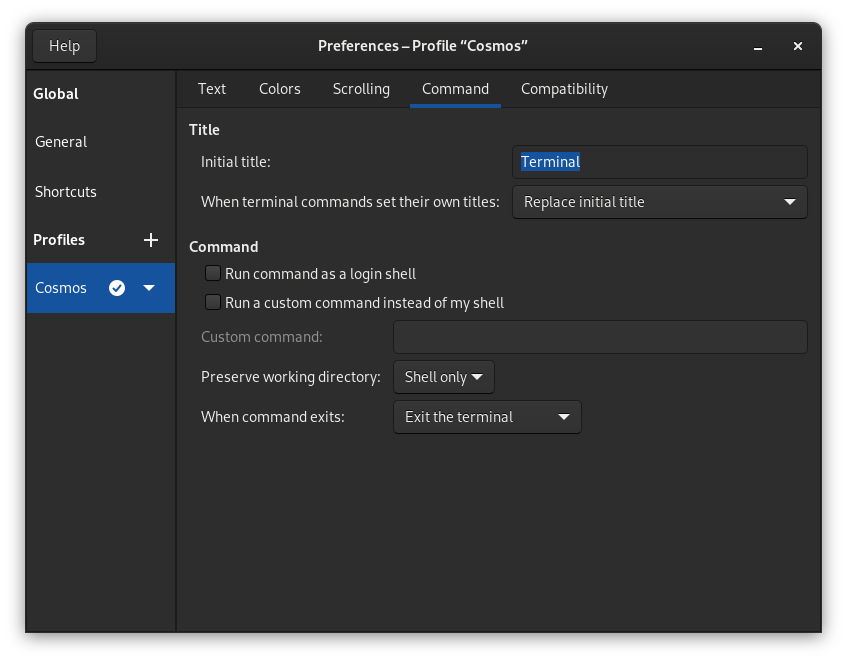 Help
Preferences – Profile “Cosmos”
Global
General
Shortcuts
Profiles
Cosmos
Text Colors Scrolling Command Compatibility
Title
Initial title: Terminal
When terminal commands set their own titles: Replace initial title
Command
Run command as a login shell
Run a custom command instead of my shell
Custom command:
Preserve working directory: Shell only
When command exits: Exit the terminal